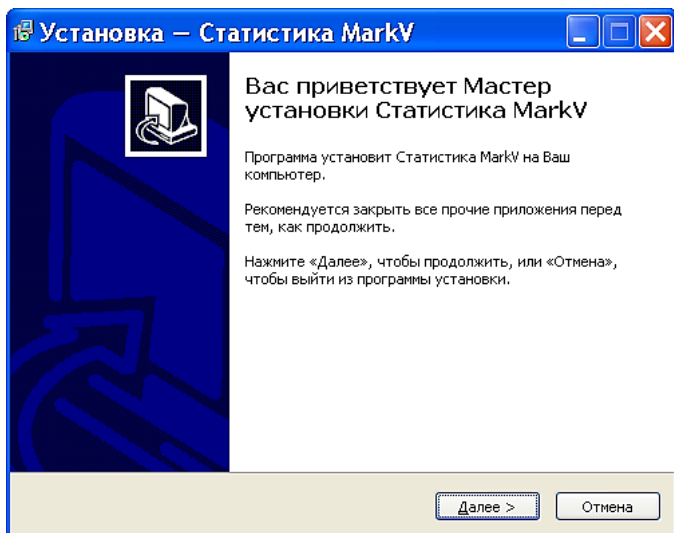 Установка — Статистика MarkV
Вас приветствует Мастер
установки Статистика MarkV
Программа установит Статистика MarkV на Ваш
компьютер.
Рекомендуется закрыть все прочие приложения перед
тем, как продолжить.
Нажмите «Далее», чтобы продолжить, или «Отмена»,
чтобы выйти из программы установки.
Далее >
Отмена